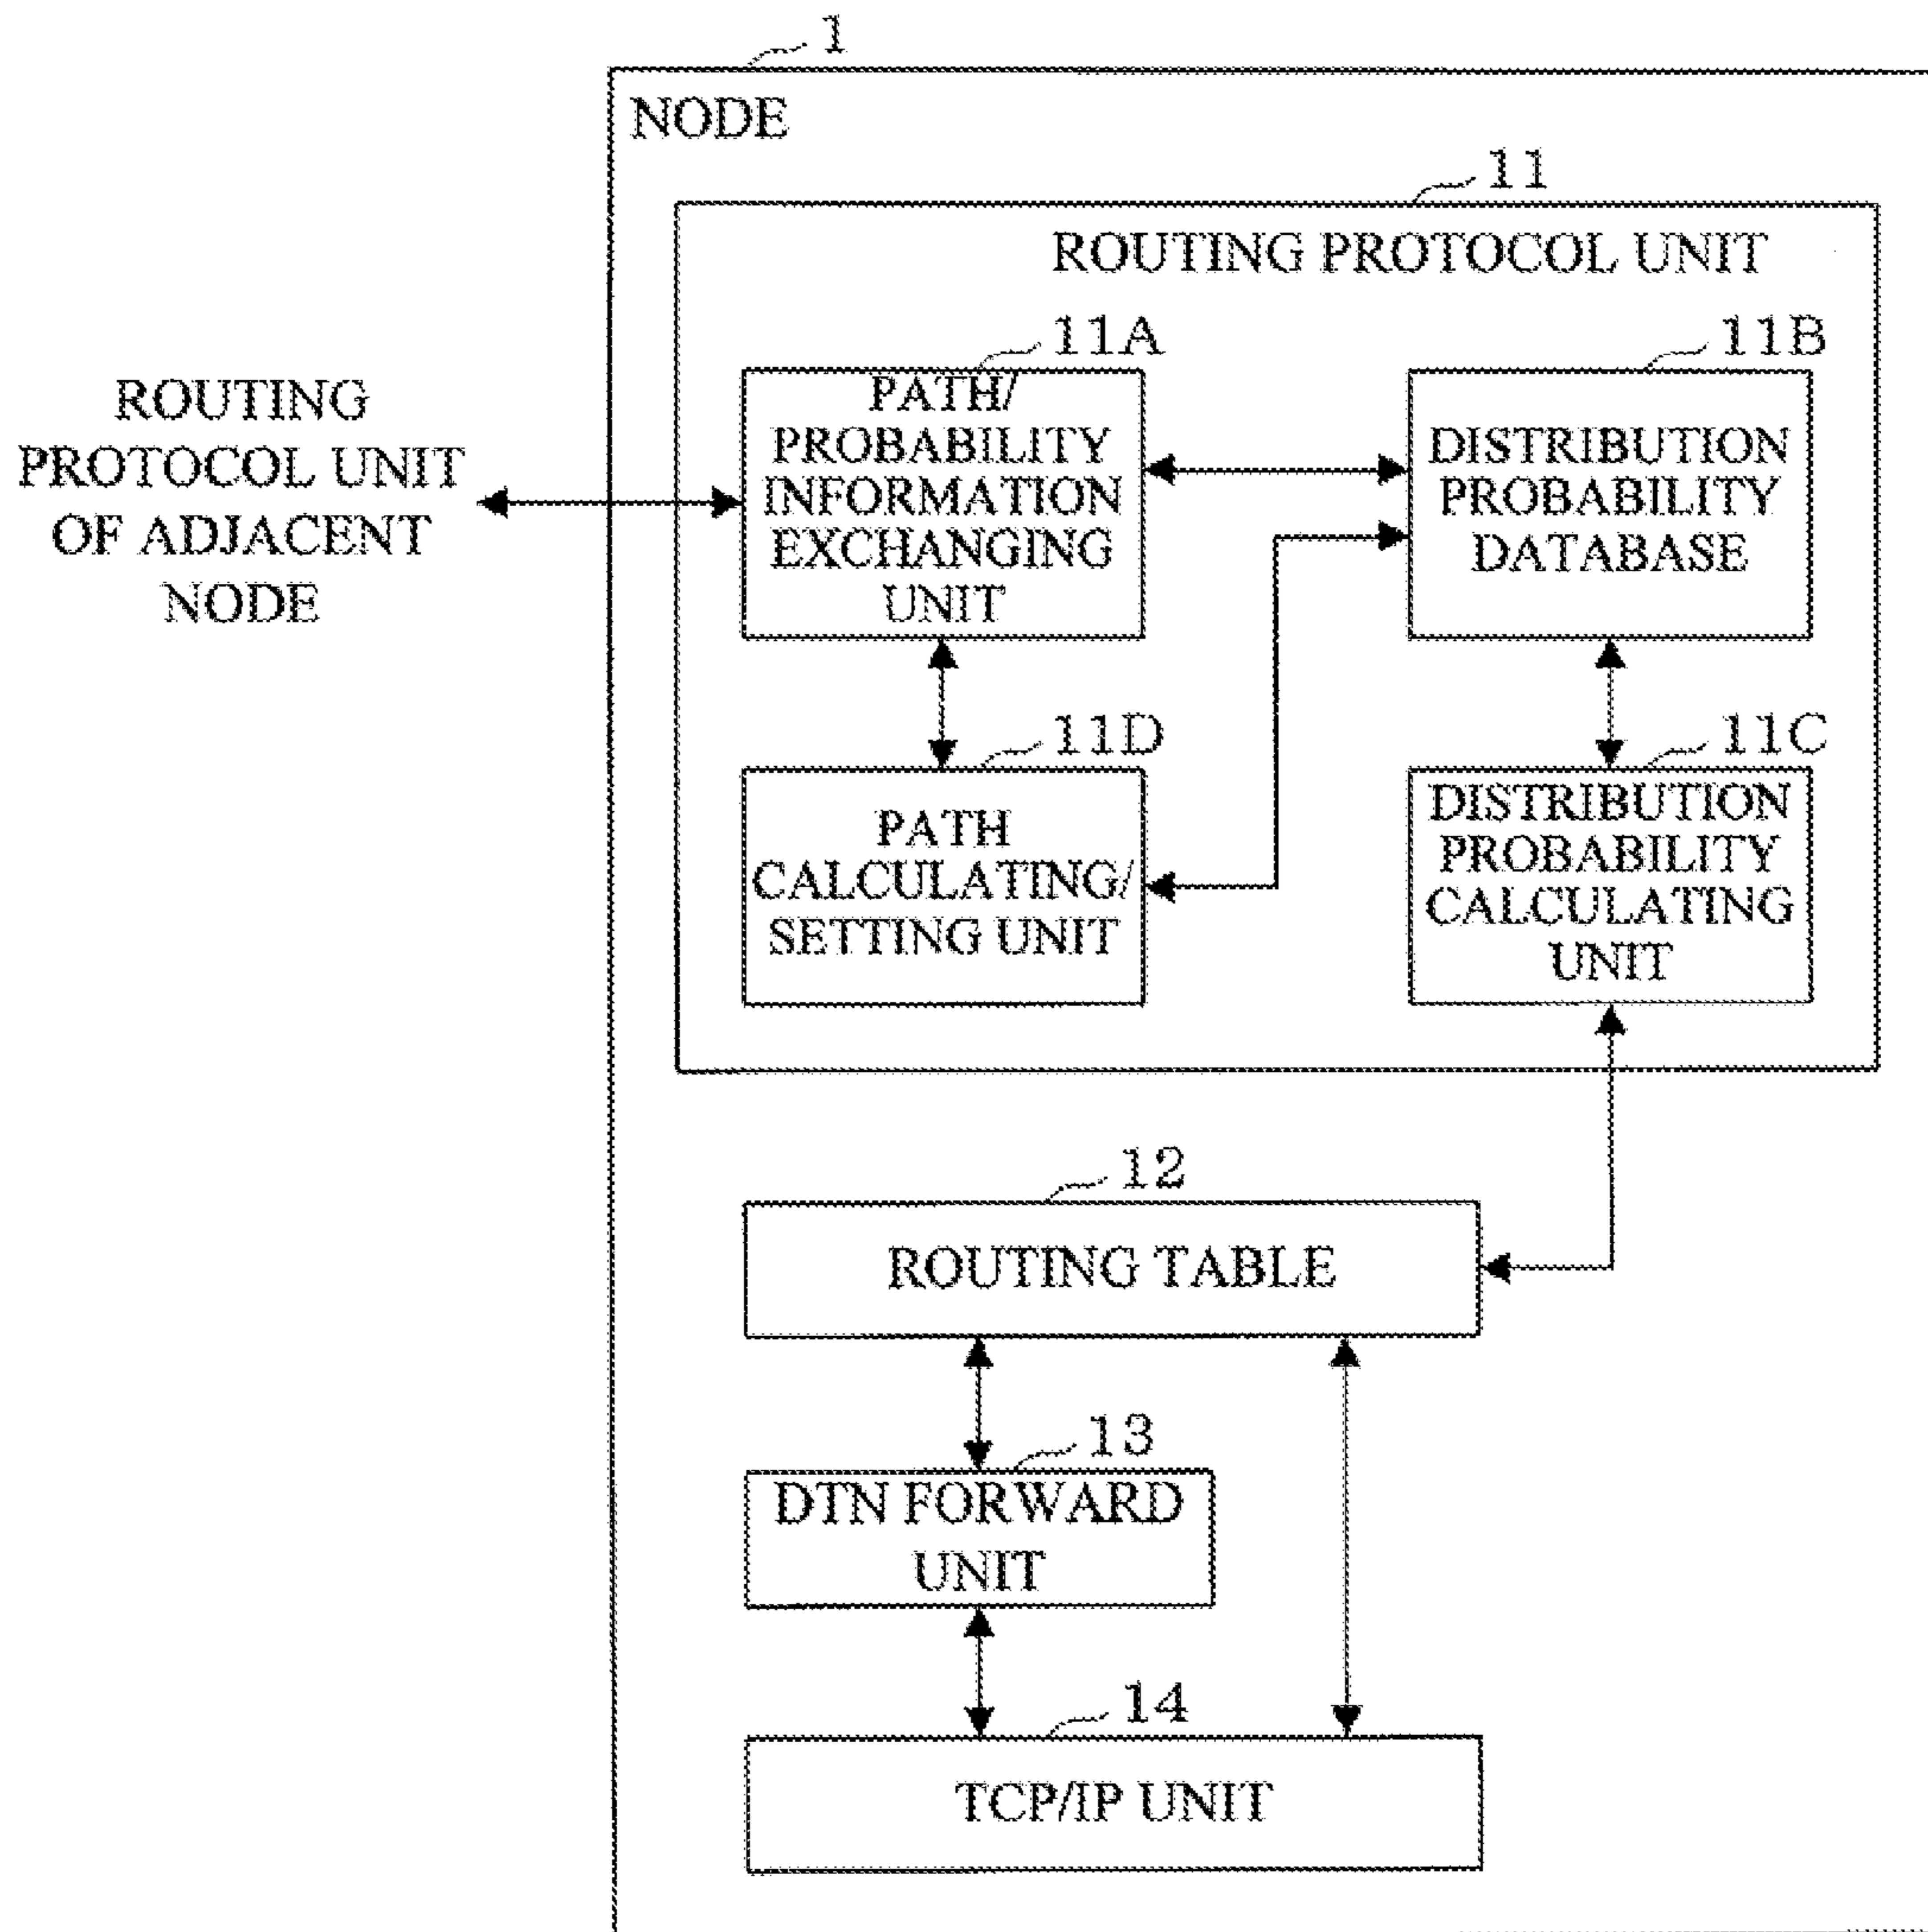 1
NODE
11
ROUTING PROTOCOL UNIT
11A
PATH/
PROBABILITY
INFORMATION
EXCHANGING
UNIT
11B
DISTRIBUTION
PROBABILITY
DATABASE
ROUTING
PROTOCOL UNIT
OF ADJACENT
NODE
11D
PATH
CALCULATING/
SETTING UNIT
11C
DISTRIBUTION
PROBABILITY
CALCULATING
UNIT
12
ROUTING TABLE
13
DTN FORWARD
UNIT
14
TCP/IP UNIT